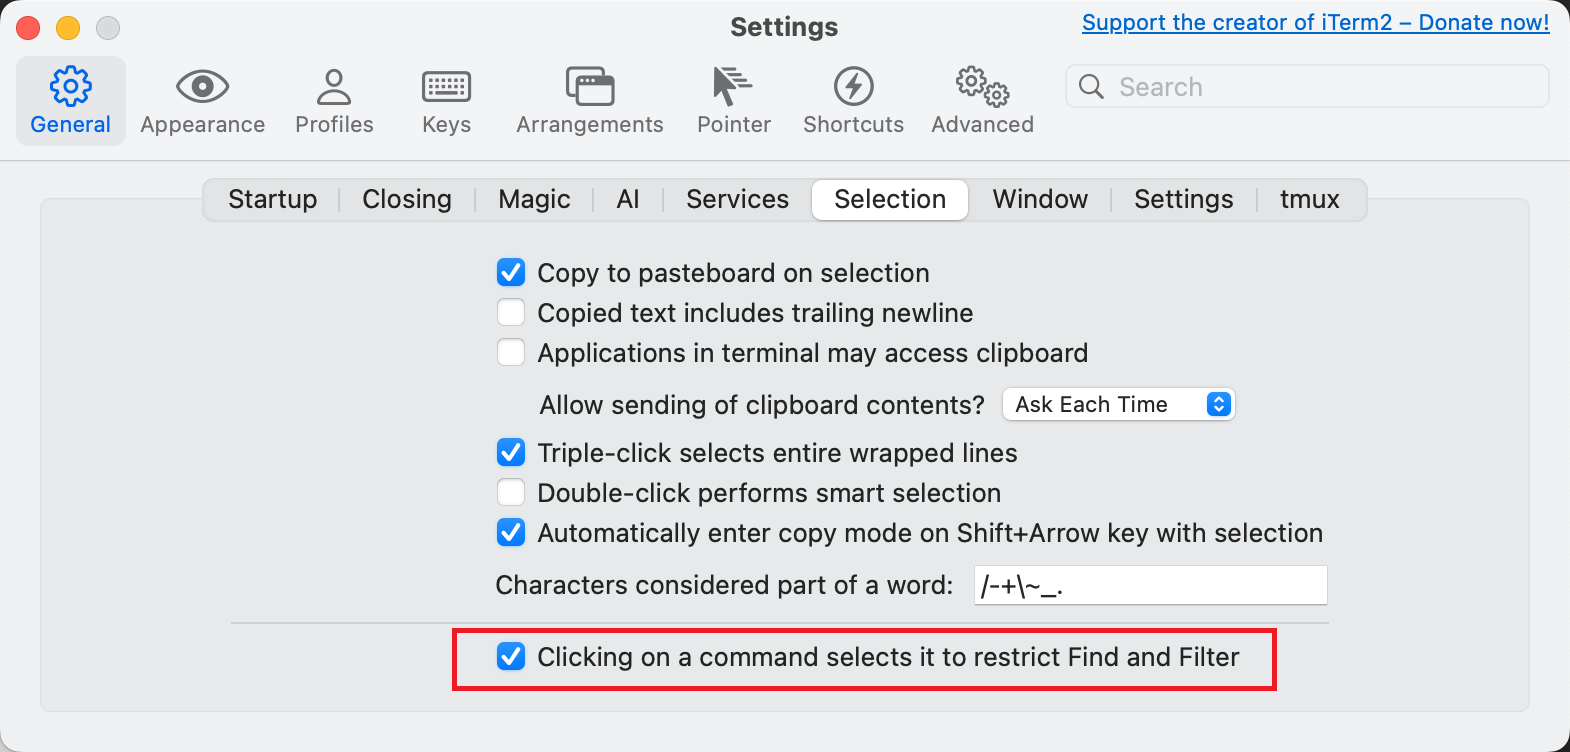 Settings
Support the creator of iTerm2 – Donate now!
General Appearance Profiles Keys Arrangements Pointer Shortcuts Advanced Search
Startup Closing Magic AI Services Selection Window Settings tmux
Copy to pasteboard on selection
Copied text includes trailing newline
Applications in terminal may access clipboard
Allow sending of clipboard contents? Ask Each Time
Triple-click selects entire wrapped lines
Double-click performs smart selection
Automatically enter copy mode on Shift+Arrow key with selection
Characters considered part of a word: /-+\~_.
Clicking on a command selects it to restrict Find and Filter